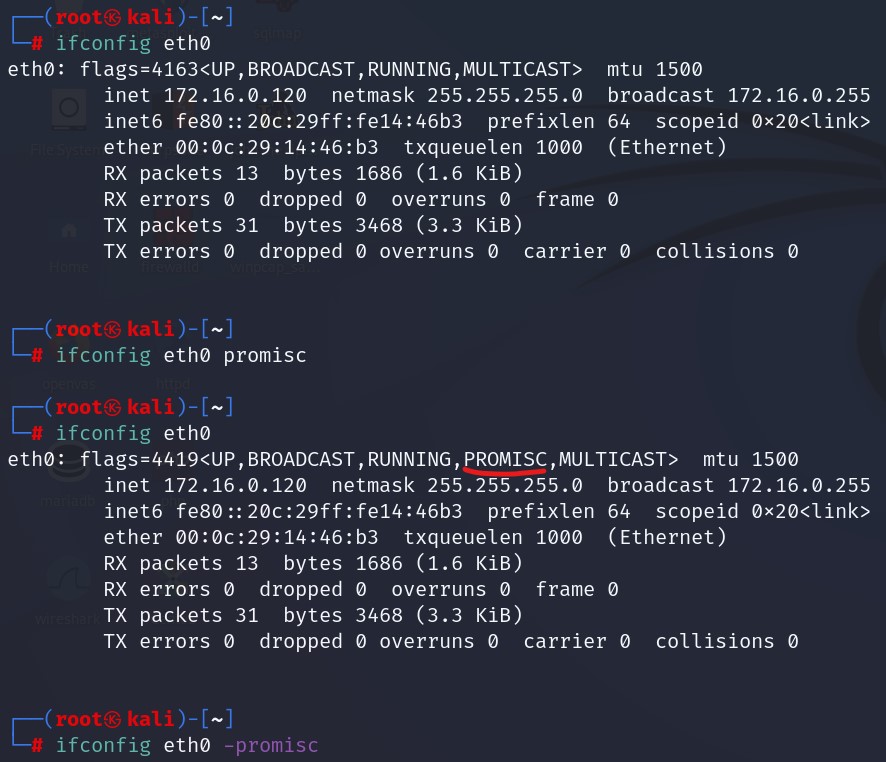 ┌──(root㉿kali)-[~]
└─# ifconfig eth0
eth0: flags=4163<UP,BROADCAST,RUNNING,MULTICAST>  mtu 1500
        inet 172.16.0.120  netmask 255.255.255.0  broadcast 172.16.0.255
        inet6 fe80::20c:29ff:fe14:46b3  prefixlen 64  scopeid 0×20<link>
        ether 00:0c:29:14:46:b3  txqueuelen 1000  (Ethernet)
        RX packets 13  bytes 1686 (1.6 KiB)
        RX errors 0  dropped 0  overruns 0  frame 0
        TX packets 31  bytes 3468 (3.3 KiB)
        TX errors 0  dropped 0 overruns 0  carrier 0  collisions 0
┌──(root㉿kali)-[~]
└─# ifconfig eth0 promisc
┌──(root㉿kali)-[~]
└─# ifconfig eth0
eth0: flags=4419<UP,BROADCAST,RUNNING,PROMISC,MULTICAST>  mtu 1500
        inet 172.16.0.120  netmask 255.255.255.0  broadcast 172.16.0.255
        inet6 fe80::20c:29ff:fe14:46b3  prefixlen 64  scopeid 0×20<link>
        ether 00:0c:29:14:46:b3  txqueuelen 1000  (Ethernet)
        RX packets 13  bytes 1686 (1.6 KiB)
        RX errors 0  dropped 0  overruns 0  frame 0
        TX packets 31  bytes 3468 (3.3 KiB)
        TX errors 0  dropped 0 overruns 0  carrier 0  collisions 0
┌──(root㉿kali)-[~]
└─# ifconfig eth0 -promisc
File System
Home
firewalld
openvas
httpd
mariadb
wireshark